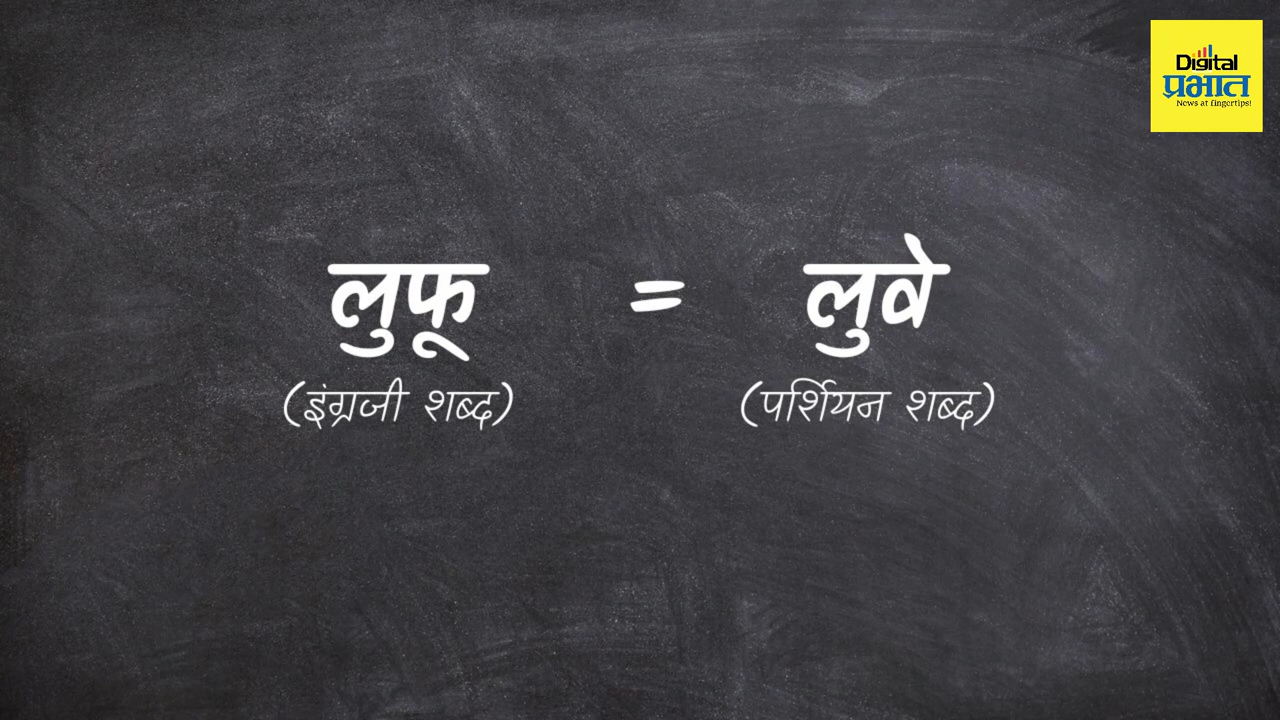 Digital
प्रभात
News at fingertips!
लुफू = लुवे
(इंग्रजी शब्द) (पर्शियन शब्द)